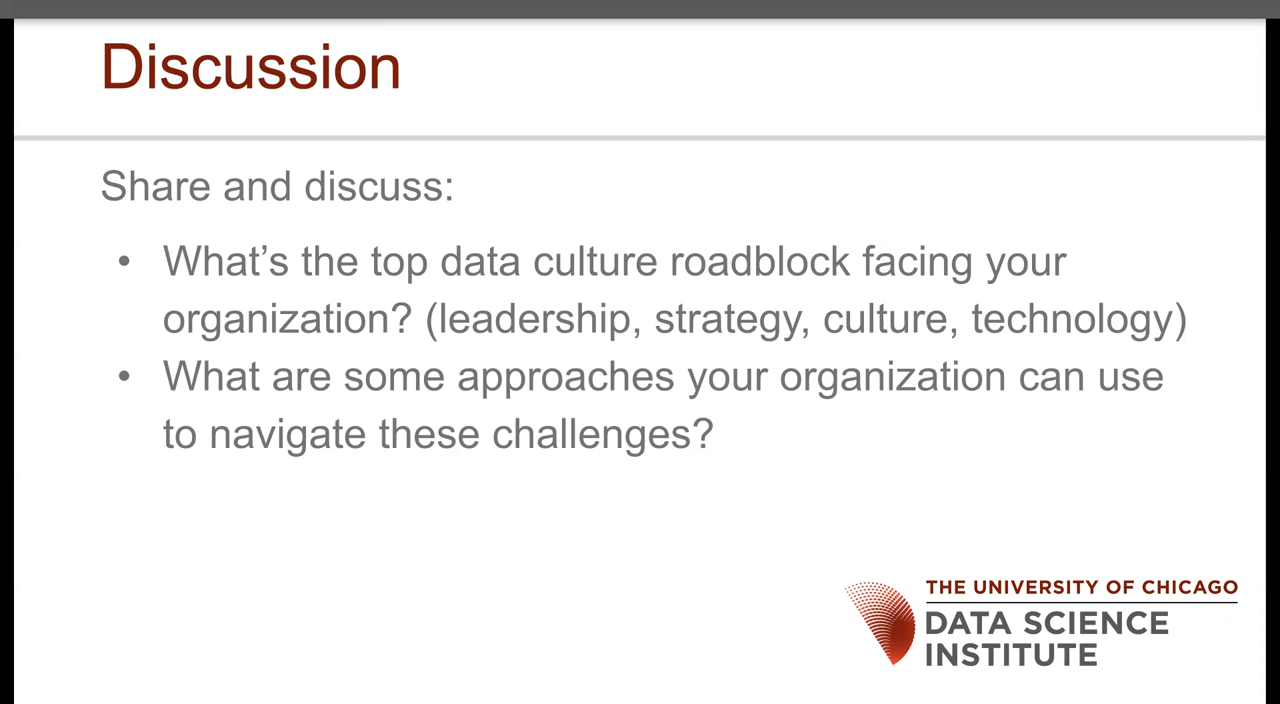 Discussion
Share and discuss:
• What’s the top data culture roadblock facing your
organization? (leadership, strategy, culture, technology)
• What are some approaches your organization can use
to navigate these challenges?
THE UNIVERSITY OF CHICAGO
DATA SCIENCE
INSTITUTE